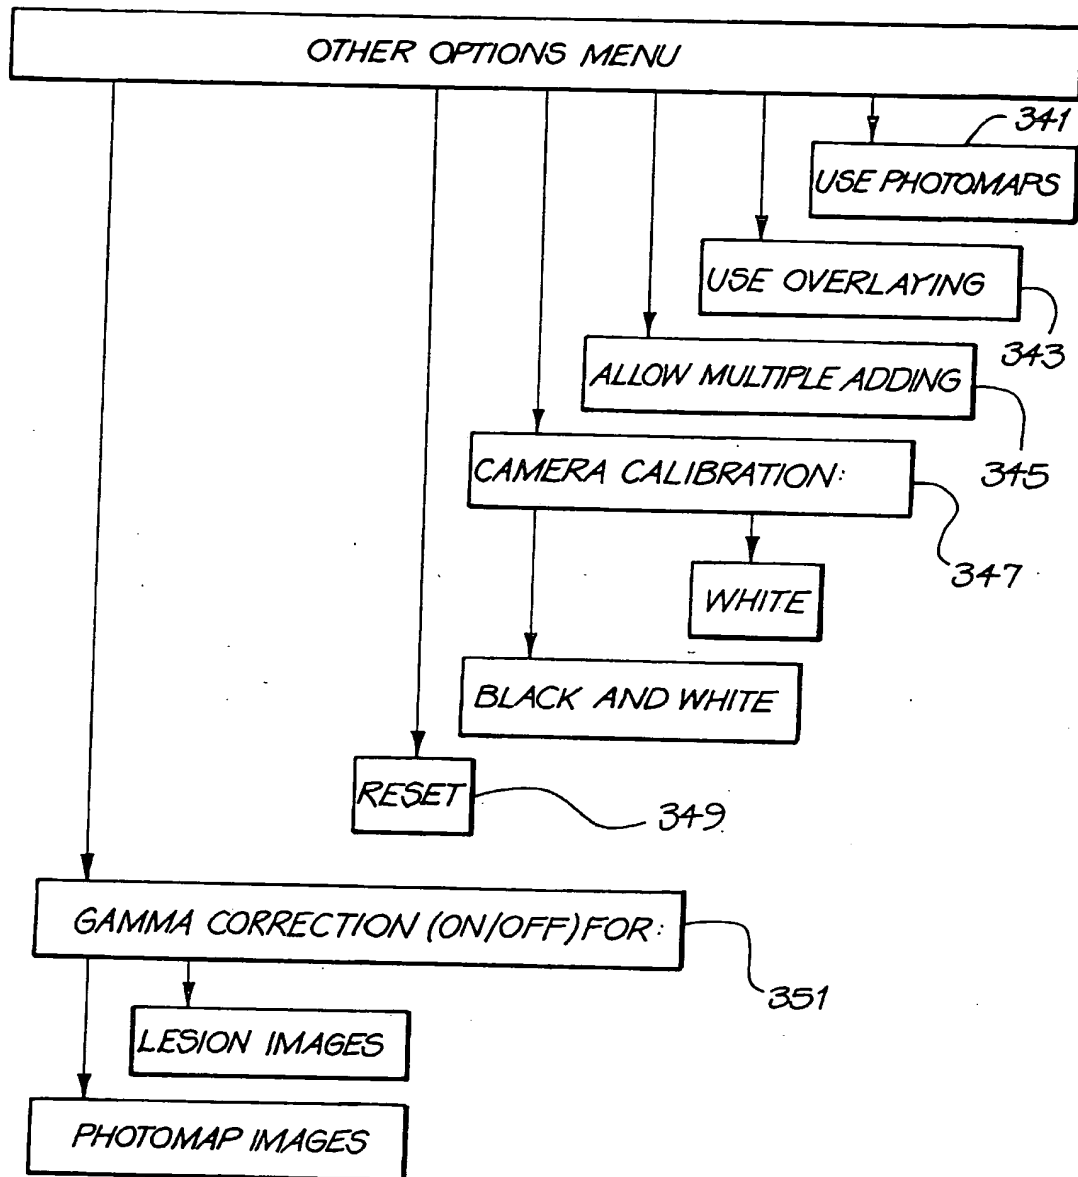 OTHER OPTIONS MENU
341
USE PHOTOMAPS
USE OVERLAYING
343
ALLOW MULTIPLE ADDING
345
CAMERA CALIBRATION:
347
WHITE
BLACK AND WHITE
RESET
349
GAMMA CORRECTION (ON/OFF) FOR:
351
LESION IMAGES
PHOTOMAP IMAGES